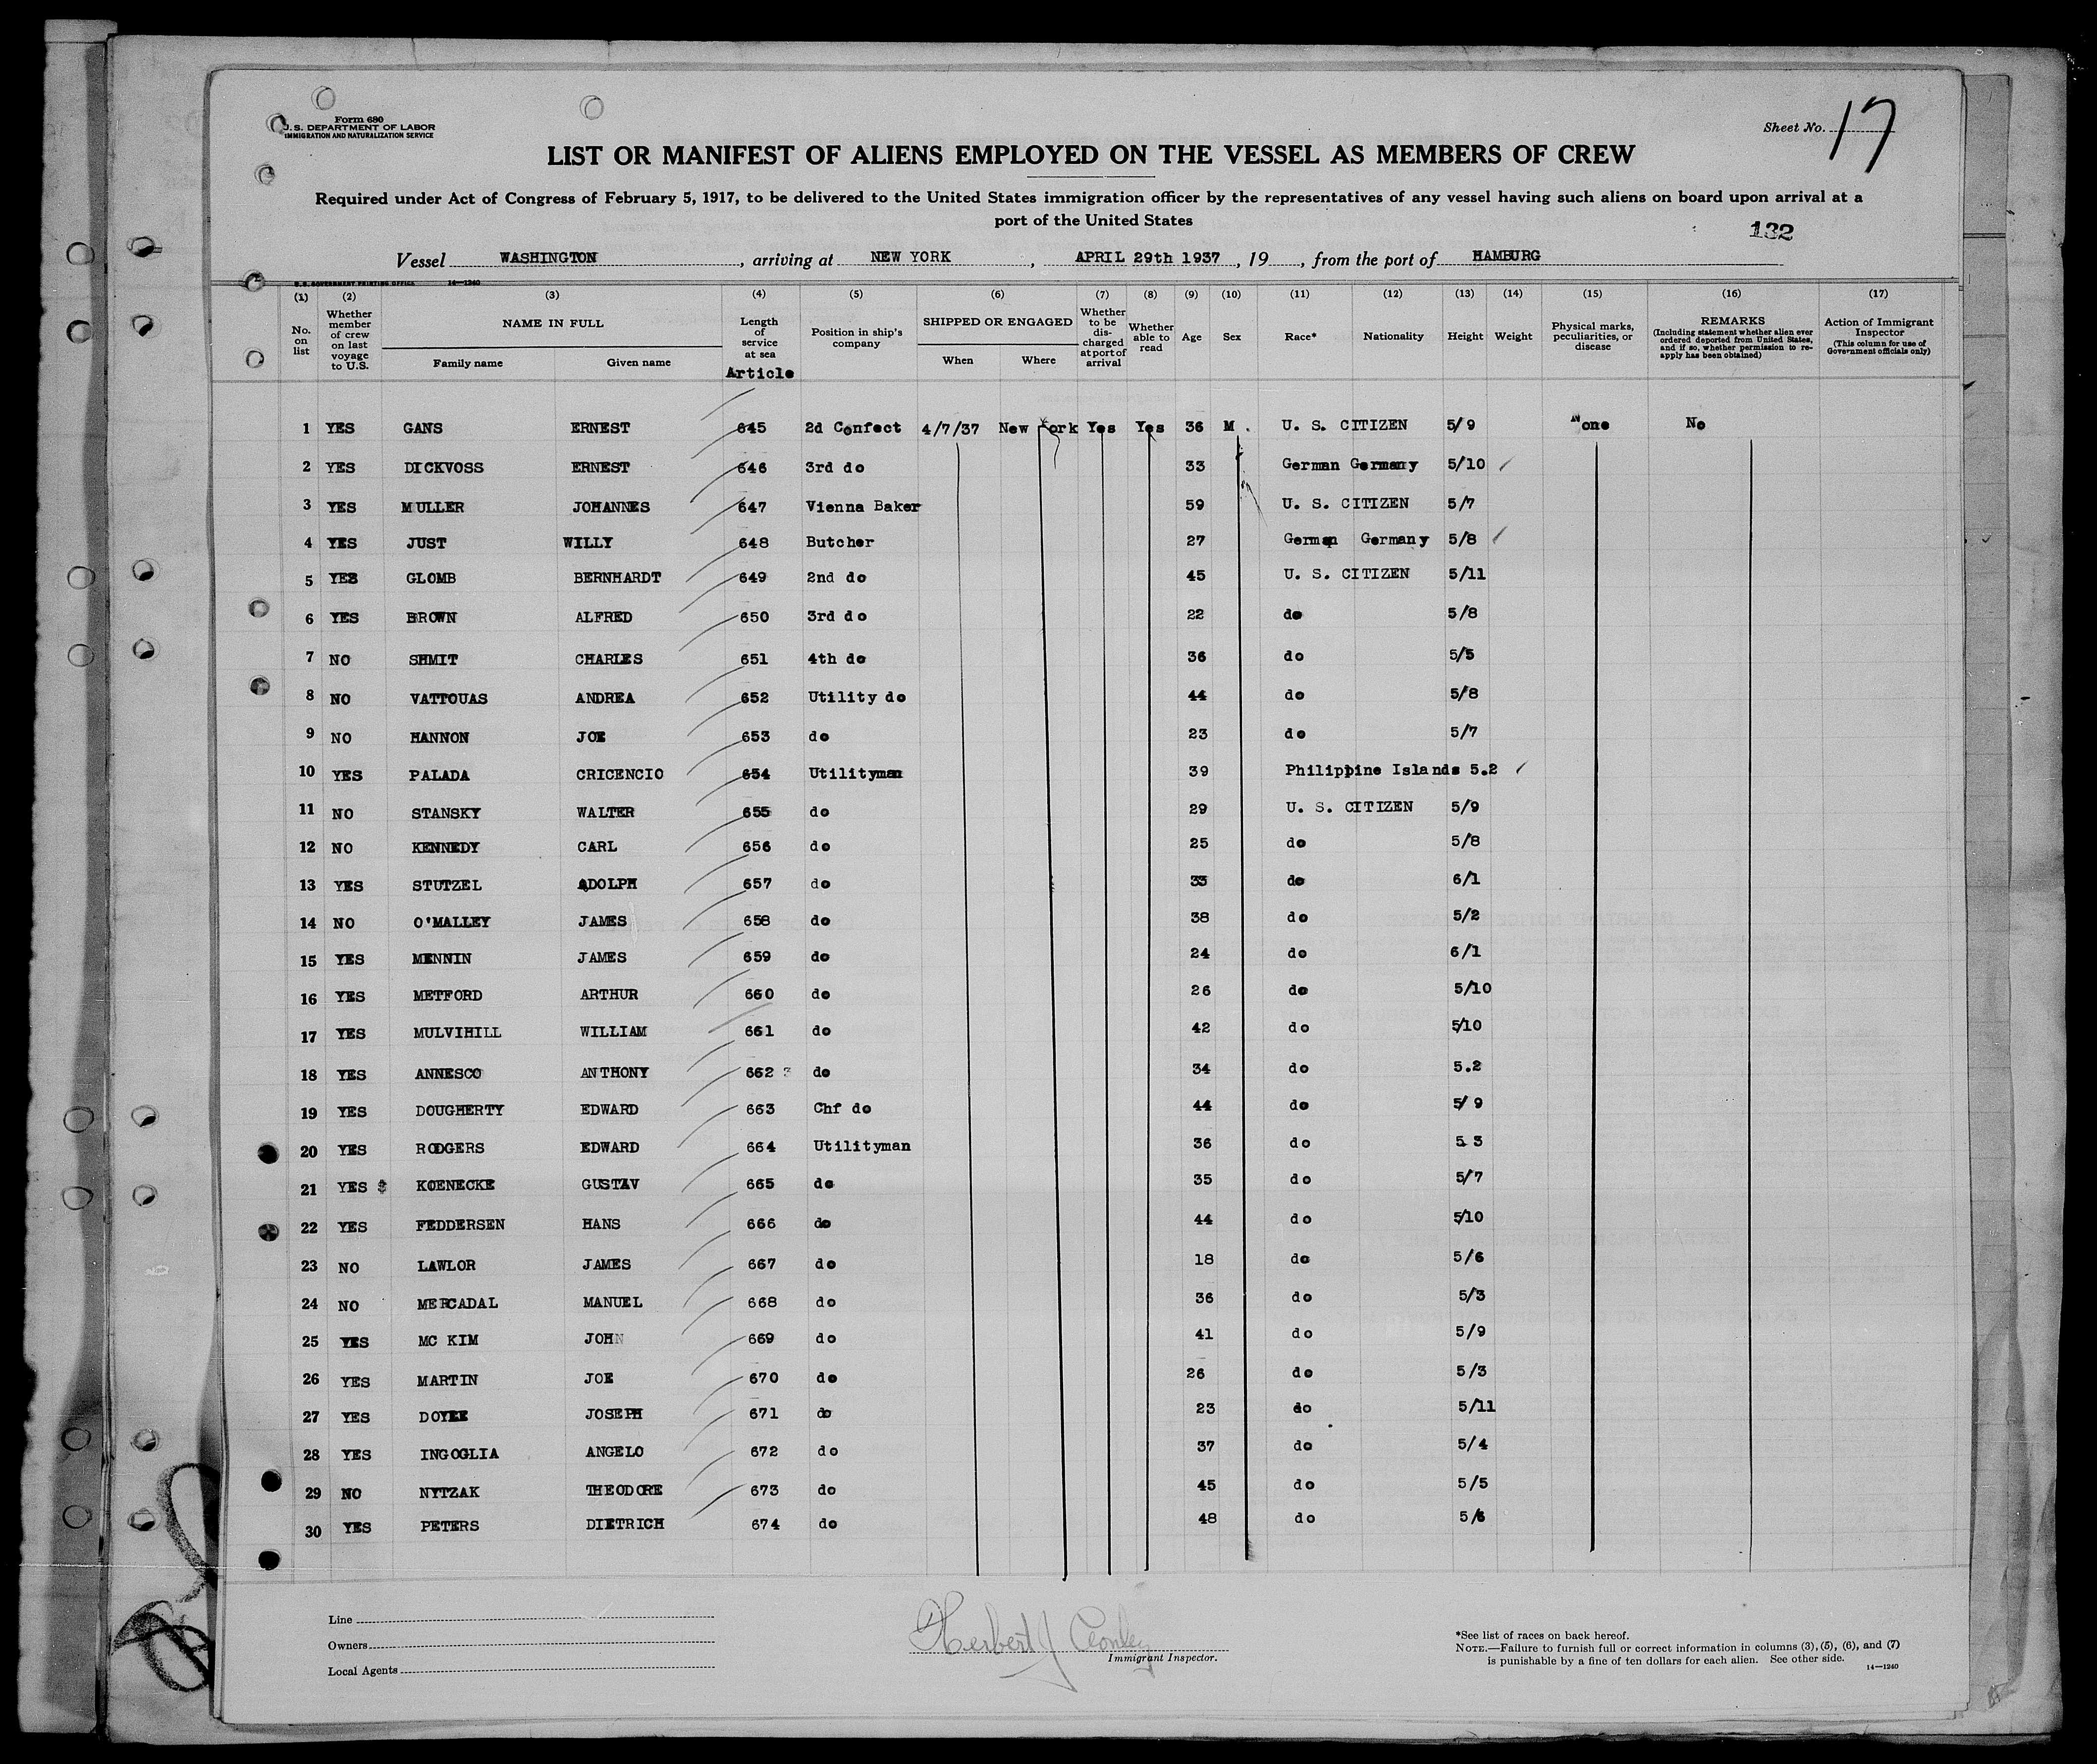 Form 680
U.S. DEPARTMENT OF LABOR
IMMIGRATION AND NATURALIZATION SERVICE
Sheet No. 17
LIST OR MANIFEST OF ALIENS EMPLOYED ON THE VESSEL AS MEMBERS OF CREW
Required under Act of Congress of February 5, 1917, to be delivered to the United States immigration officer by the representatives of any vessel having such aliens on board upon arrival at a
port of the United States
132
Vessel WASHINGTON, arriving at NEW YORK, APRIL 29th 1937, 19, from the port of HAMBURG
U.S. GOVERNMENT PRINTING OFFICE 14—1240
(1) (2) (3) (4) (5) (6) (7) (8) (9) (10) (11) (12) (13) (14) (15) (16) (17)
No. on list
Whether member of crew on last voyage to U.S.
NAME IN FULL
Family name Given name
Length of service at sea
Article
Position in ship's company
SHIPPED OR ENGAGED
When Where
Whether to be discharged at port of arrival
Whether able to read
Age Sex Race* Nationality Height Weight
Physical marks, peculiarities, or disease
REMARKS
(Including statement whether alien ever ordered deported from United States, and if so, whether permission to re-apply has been obtained)
Action of Immigrant Inspector
(This column for use of Government officials only)
1 YES GANS ERNEST 645 2d Confect 4/7/37 New York Yes Yes 36 M. U. S. CITIZEN 5/9 None No
2 YES DICKVOSS ERNEST 646 3rd do 33 German Germany 5/10
3 YES MULLER JOHANNES 647 Vienna Baker 59 U. S. CITIZEN 5/7
4 YES JUST WILLY 648 Butcher 27 German Germany 5/8
5 YES GLOMB BERNHARDT 649 2nd do 45 U. S. CITIZEN 5/11
6 YES BROWN ALFRED 650 3rd do 22 do 5/8
7 NO SHMIT CHARLES 651 4th do 36 do 5/5
8 NO VATTOUAS ANDREA 652 Utility do 44 do 5/8
9 NO HANNON JOE 653 do 23 do 5/7
10 YES PALADA CRICENCIO 654 Utilityman 39 Philippine Islands 5.2
11 NO STANSKY WALTER 655 do 29 U. S. CITIZEN 5/9
12 NO KENNEDY CARL 656 do 25 do 5/8
13 YES STUTZEL ADOLPH 657 do 33 do 6/1
14 NO O'MALLEY JAMES 658 do 38 do 5/2
15 YES MENNIN JAMES 659 do 24 do 6/1
16 YES METFORD ARTHUR 660 do 26 do 5/10
17 YES MULVIHILL WILLIAM 661 do 42 do 5/10
18 YES ANNESCO ANTHONY 662 do 34 do 5.2
19 YES DOUGHERTY EDWARD 663 Chf do 44 do 5/9
20 YES RODGERS EDWARD 664 Utilityman 36 do 5 3
21 YES KOENECKE GUSTAV 665 do 35 do 5/7
22 YES FEDDERSEN HANS 666 do 44 do 5/10
23 NO LAWLOR JAMES 667 do 18 do 5/6
24 NO MERCADAL MANUEL 668 do 36 do 5/3
25 YES MC KIM JOHN 669 do 41 do 5/9
26 YES MARTIN JOE 670 do 26 do 5/3
27 YES JOSEPH 671 do 23 do 5/11
28 YES INGOGLIA ANGELO 672 do 37 do 5/4
29 NO NYTZAK THEODORE 673 do 45 do 5/5
30 YES PETERS DIETRICH 674 do 48 do 5/6
Line
Owners
Local Agents
Herbert J Conley
Immigrant Inspector.
*See list of races on back hereof.
NOTE.—Failure to furnish full or correct information in columns (3), (5), (6), and (7)
is punishable by a fine of ten dollars for each alien. See other side.
14—1240